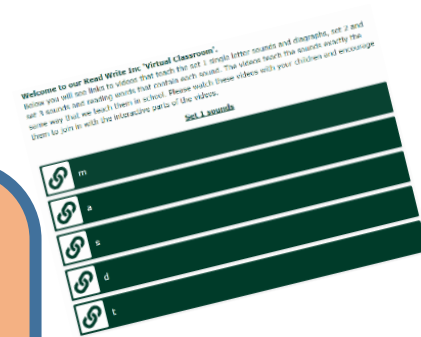 Welcome to our Read Write Inc 'Virtual Classroom'.
Below you will see links to videos that teach the set 1 single letter sounds and diagraphs, set 2 and
set 3 sounds and reading words that contain each sound. The videos teach the sounds exactly the
same way that we teach them in school. Please watch these videos with your children and encourage
them to join in with the interactive parts of the videos.
Set 1 sounds
m
a
s
d
t